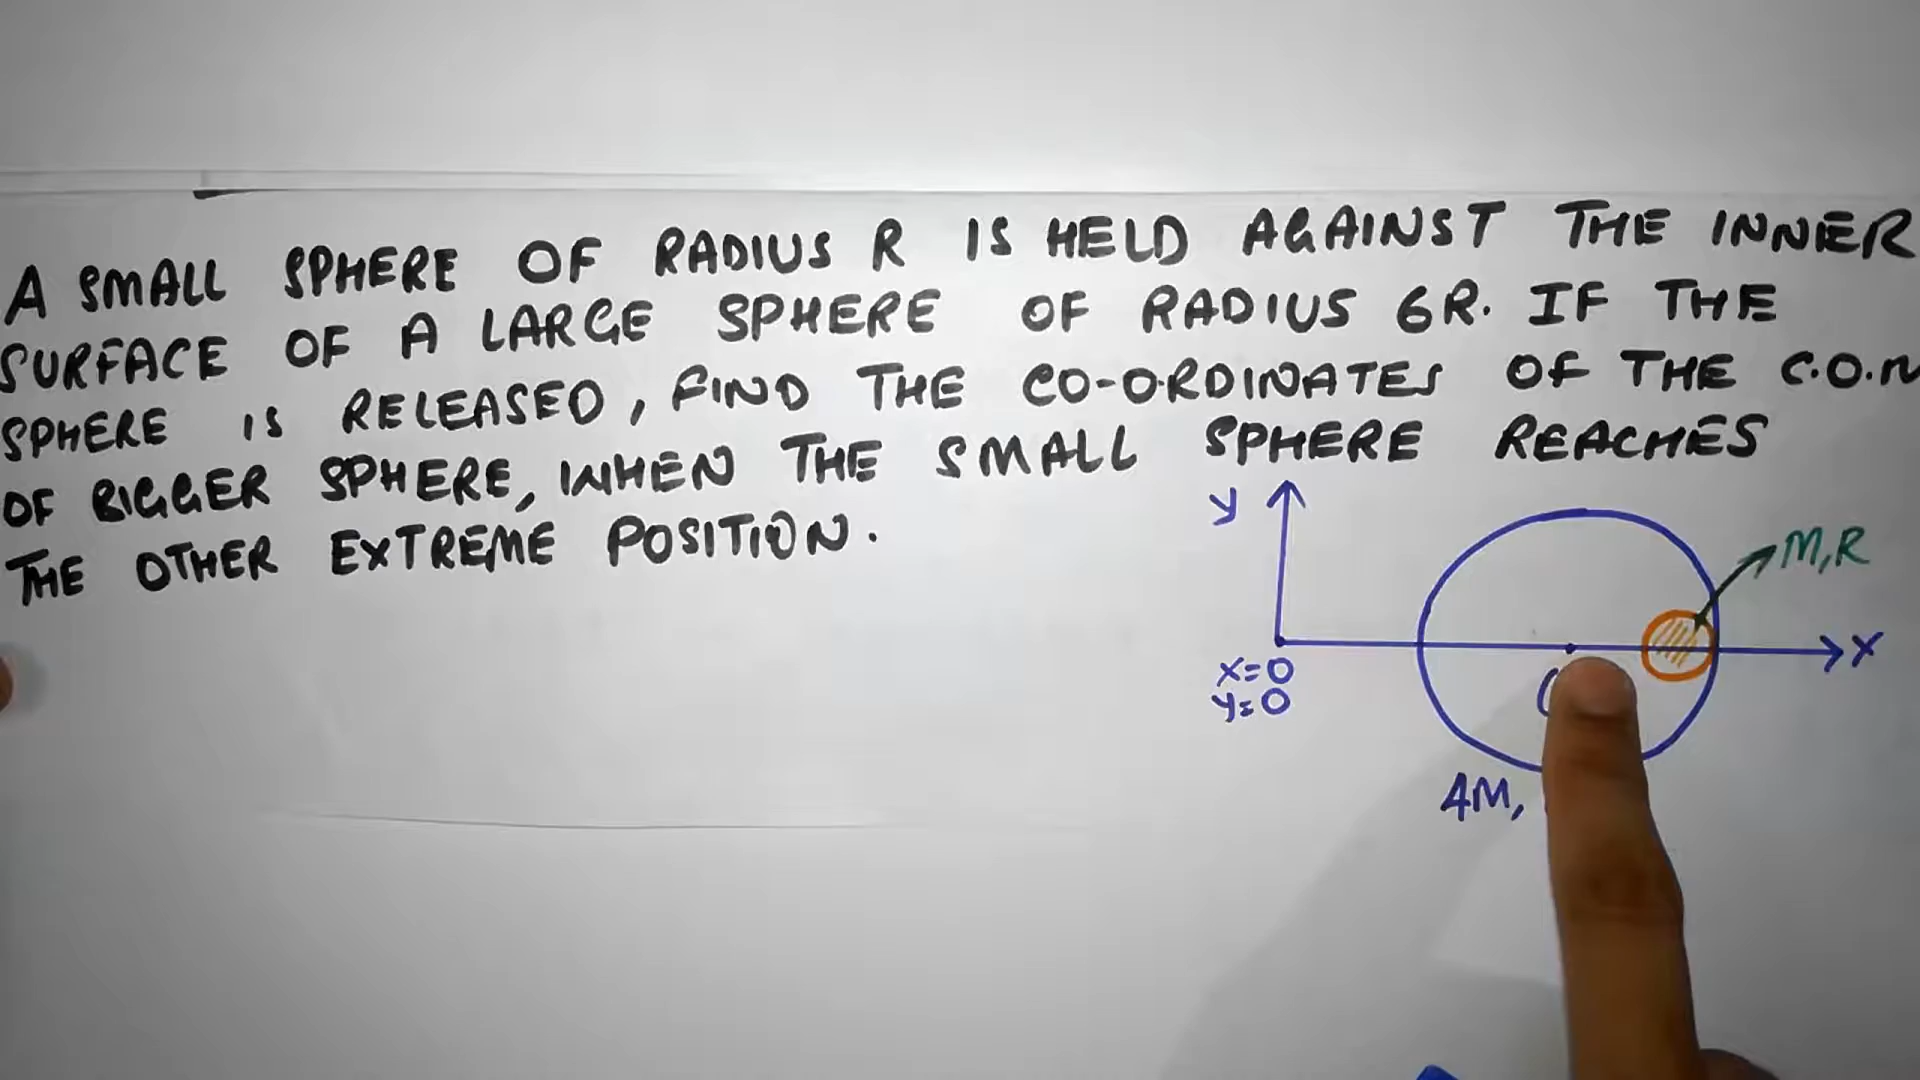 A SMALL SPHERE OF RADIUS R IS HELD AGAINST THE INNER
SURFACE OF A LARGE SPHERE OF RADIUS 6R. IF THE
SPHERE IS RELEASED, FIND THE CO-ORDINATES OF THE C.O.M
OF BIGGER SPHERE, WHEN THE SMALL SPHERE REACHES
THE OTHER EXTREME POSITION.
Y
M,R
X
X=0
Y=0
4M,